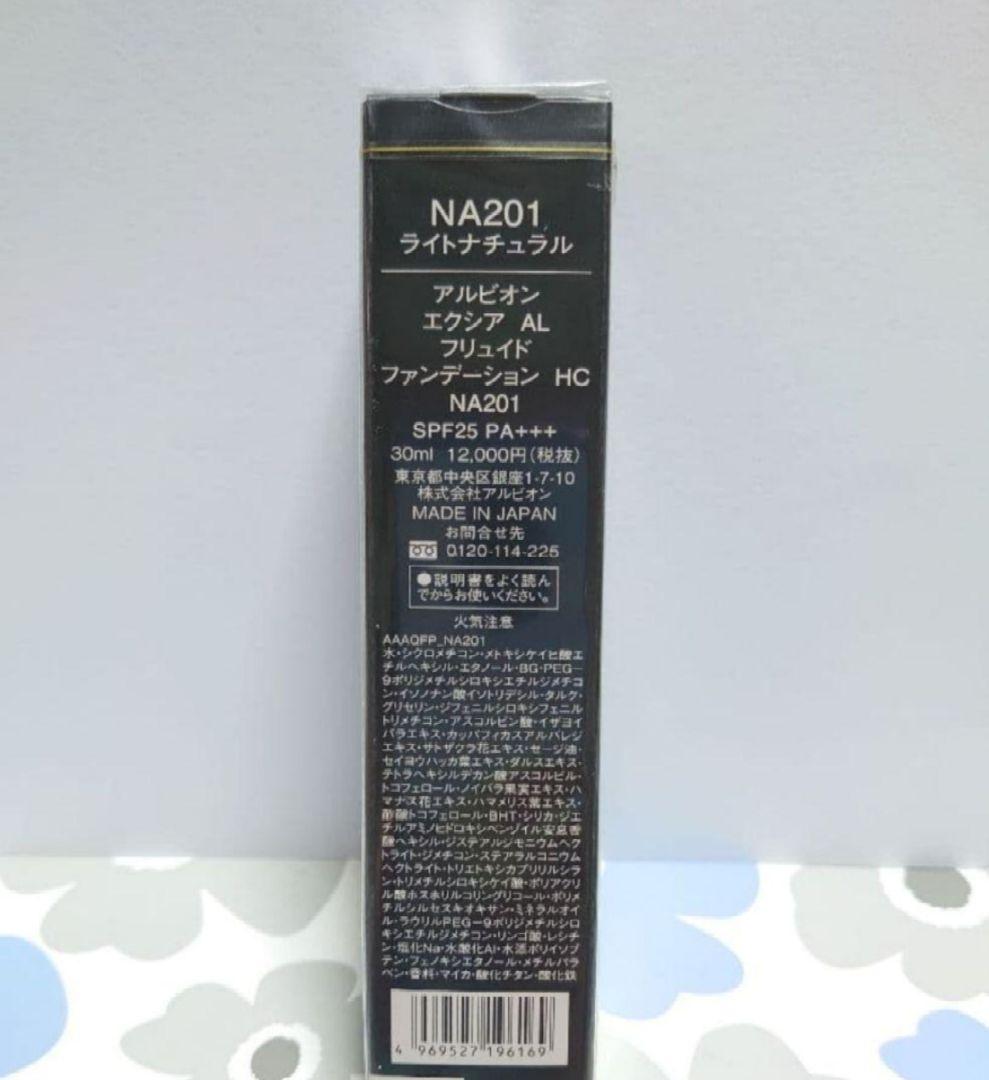 NA201
ライトナチュラル
アルビオン
エクシア AL
フリュイド
ファンデーション HC
NA201
SPF25 PA+++
30ml 12,000円(税抜)
東京都中央区銀座1-7-10
株式会社アルビオン
MADE IN JAPAN
お問合せ先
0120-114-225
●説明書をよく読ん
でからお使いください。
火気注意
AAAQFP_NA201
水・シクロメチコン・メトキシケイヒ酸エ
チルヘキシル・エタノール・BG・PEG-
9ポリジメチルシロキシエチルジメチコ
ン・イソノナン酸イソトリデシル・タルク・
グリセリン・ジフェニルシロキシフェニル
トリメチコン・アスコルビン酸・イザヨイ
バラエキス・カッパフィカスアルバレジ
エキス・サトザクラ花エキス・セージ油・
セイヨウハッカ葉エキス・ダルスエキス・
テトラヘキシルデカン酸アスコルビル・
トコフェロール・ノイバラ果実エキス・ハ
マナス花エキス・ハマメリス葉エキス・
酢酸トコフェロール・BHT・シリカ・ジエ
チルアミノヒドロキシベンゾイル安息香
酸ヘキシル・ジステアルジモニウムヘク
トライト・ジメチコン・ステアラルコニウム
ヘクトライト・トリエトキシカプリリルシラ
ン・トリメチルシロキシケイ酸・ポリアクリ
ル酸ホスホリルコリングリコール・ポリメ
チルシルセスキオキサン・ミネラルオイ
ル・ラウリルPEG-9ポリジメチルシロ
キシエチルジメチコン・リンゴ酸・レシチ
ン・塩化Na・水酸化Al・水添ポリイソブ
テン・フェノキシエタノール・メチルパラ
ベン・香料・マイカ・酸化チタン・酸化鉄
4 969527 196169